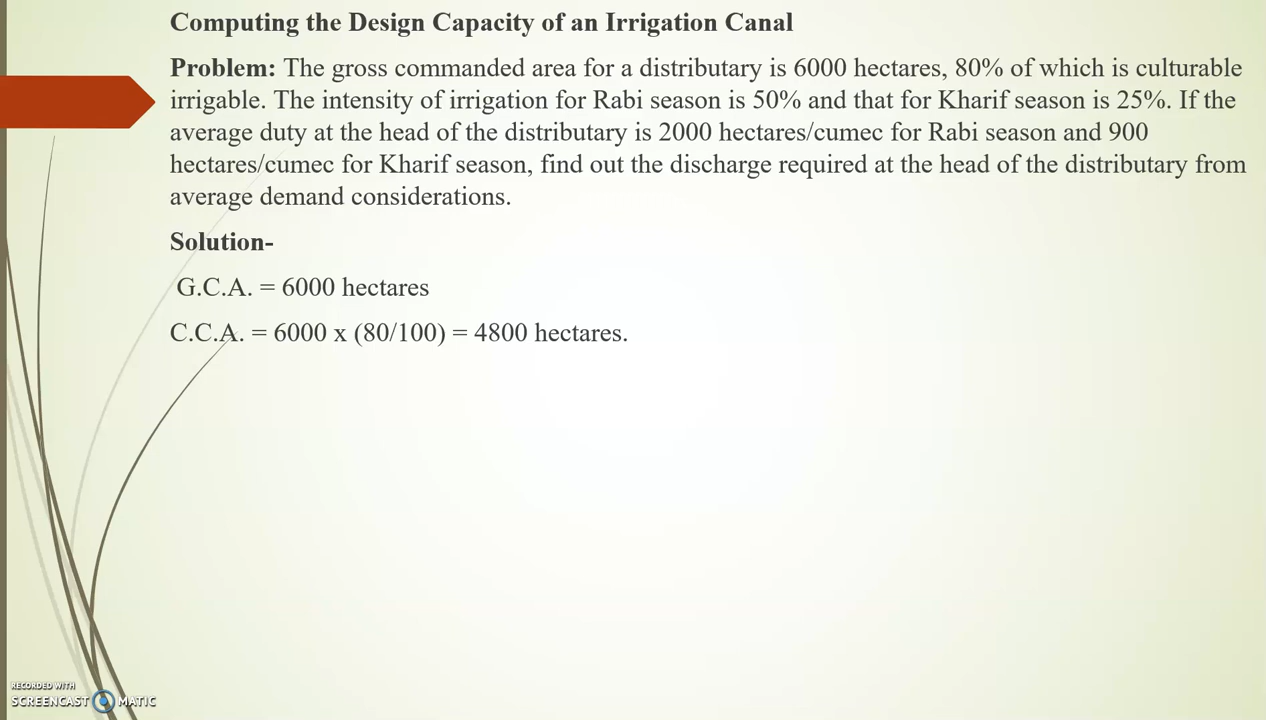 Computing the Design Capacity of an Irrigation Canal
Problem: The gross commanded area for a distributary is 6000 hectares, 80% of which is culturable
irrigable. The intensity of irrigation for Rabi season is 50% and that for Kharif season is 25%. If the
average duty at the head of the distributary is 2000 hectares/cumec for Rabi season and 900
hectares/cumec for Kharif season, find out the discharge required at the head of the distributary from
average demand considerations.
Solution-
G.C.A. = 6000 hectares
C.C.A. = 6000 x (80/100) = 4800 hectares.
RECORDED WITH
SCREENCAST MATIC